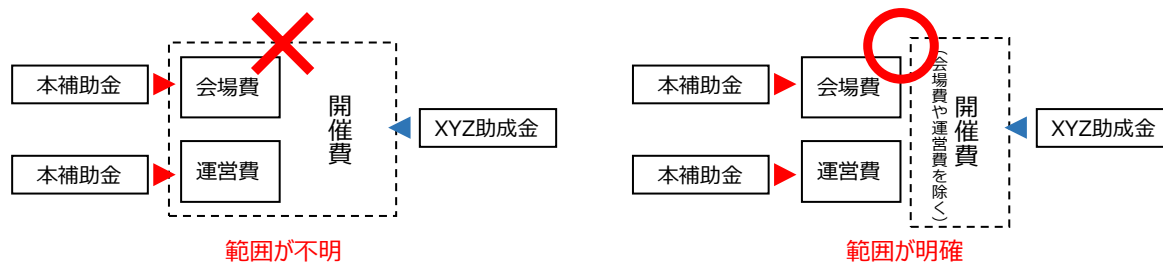 本補助金
会場費
本補助金
運営費
開催費
XYZ助成金
範囲が不明
本補助金
会場費
本補助金
運営費
開催費
（会場費や運営費を除く）
XYZ助成金
範囲が明確